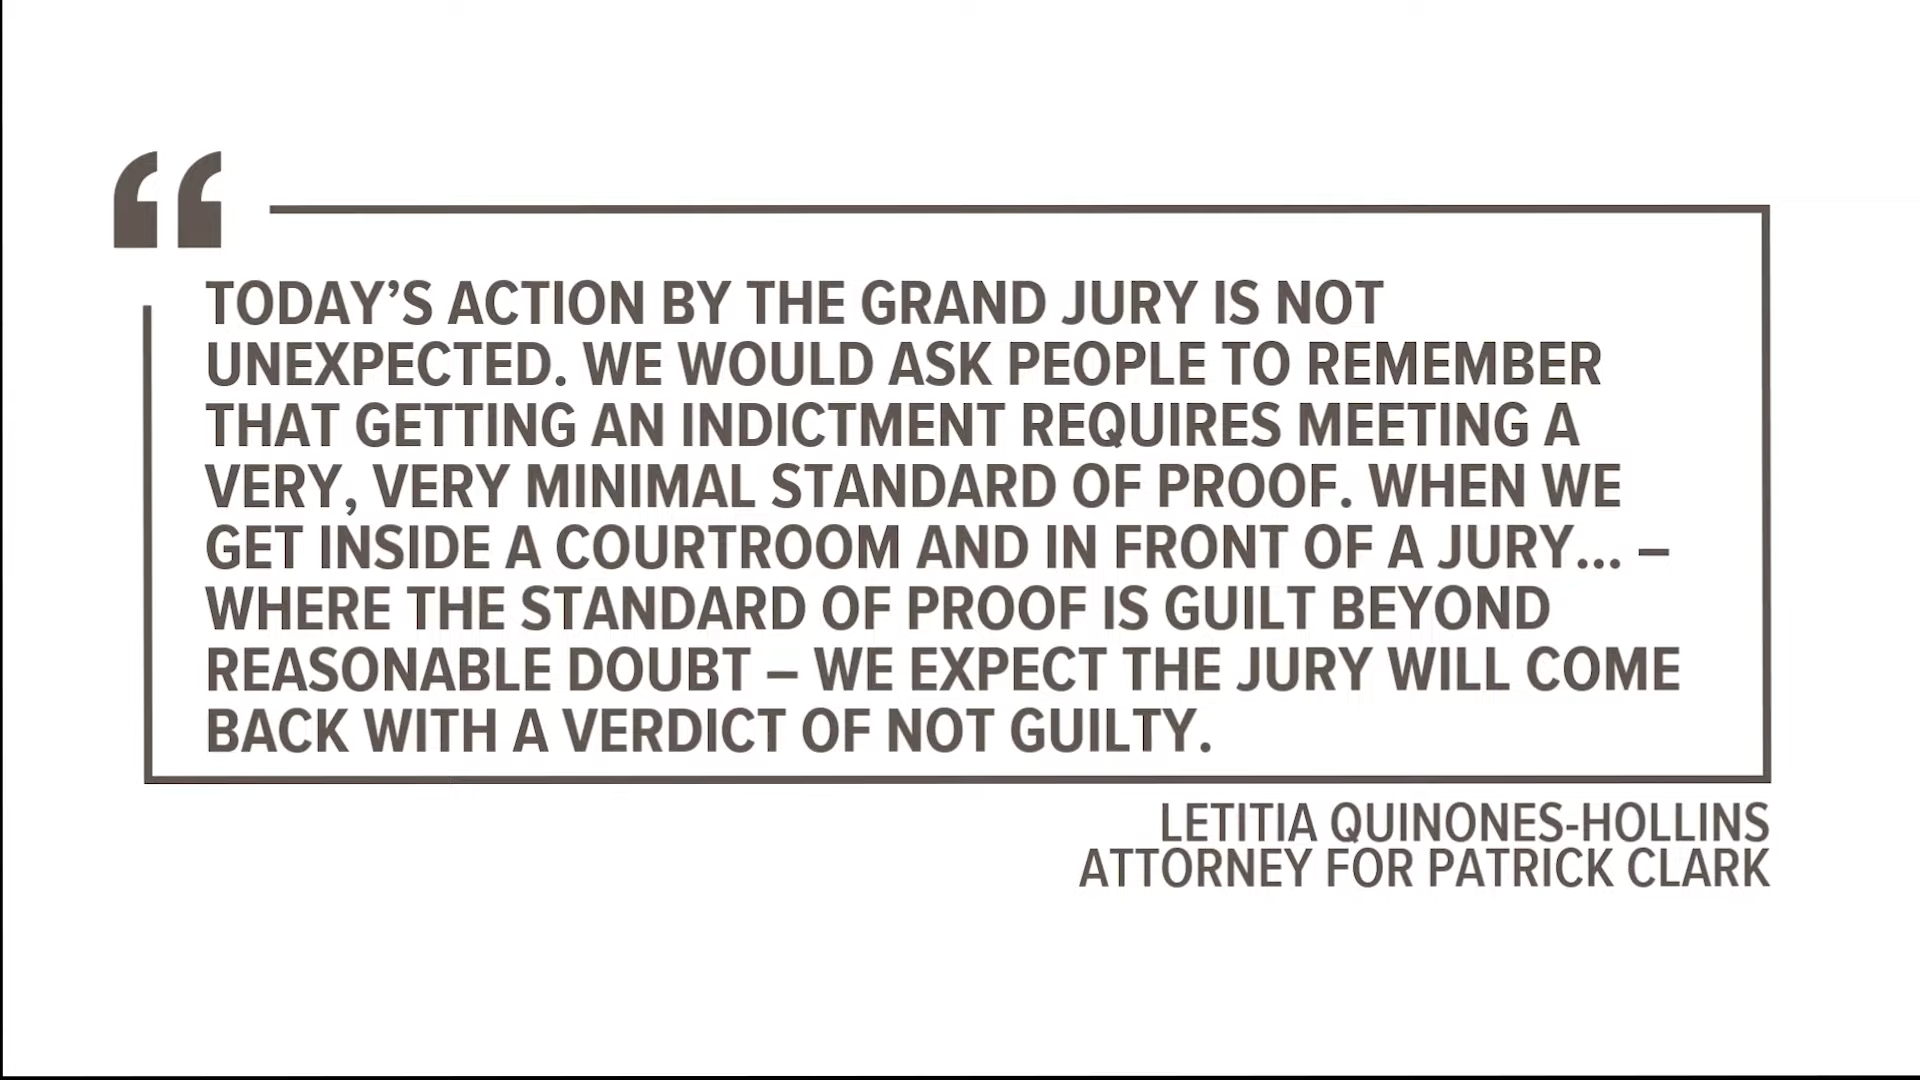 “
TODAY’S ACTION BY THE GRAND JURY IS NOT
UNEXPECTED. WE WOULD ASK PEOPLE TO REMEMBER
THAT GETTING AN INDICTMENT REQUIRES MEETING A
VERY, VERY MINIMAL STANDARD OF PROOF. WHEN WE
GET INSIDE A COURTROOM AND IN FRONT OF A JURY... –
WHERE THE STANDARD OF PROOF IS GUILT BEYOND
REASONABLE DOUBT – WE EXPECT THE JURY WILL COME
BACK WITH A VERDICT OF NOT GUILTY.
LETITIA QUINONES-HOLLINS
ATTORNEY FOR PATRICK CLARK